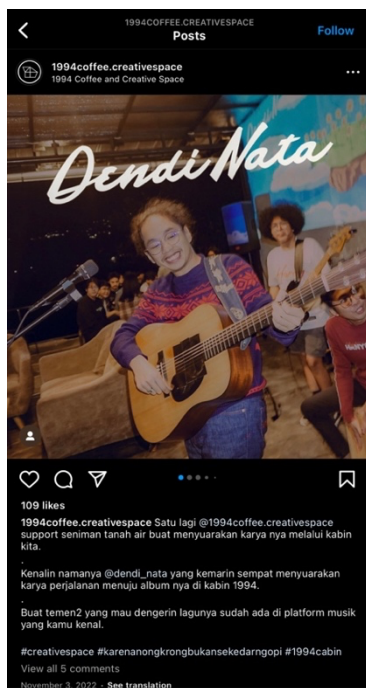 1994COFFEE.CREATIVESPACE
Posts
Follow
1994coffee.creativespace
1994 Coffee and Creative Space
Dendi Nata
109 likes
1994coffee.creativespace Satu lagi @1994coffee.creativespace
support seniman tanah air buat menyuarakan karya nya melalui kabin
kita.
.
Kenalin namanya @dendi_nata yang kemarin sempat menyuarakan
karya perjalanan menuju album nya di kabin 1994.
.
Buat temen2 yang mau dengerin lagunya sudah ada di platform musik
yang kamu kenal.
#creativespace #karenanongkrongbukansekedarngopi #1994cabin
View all 5 comments
November 3, 2022 · See translation